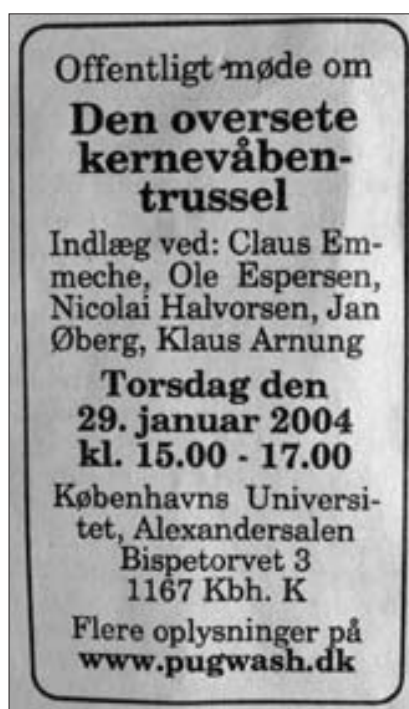 Offentligt møde om
Den oversete
kernevåben-
trussel
Indlæg ved: Claus Em-
meche, Ole Espersen,
Nicolai Halvorsen, Jan
Øberg, Klaus Arnung
Torsdag den
29. januar 2004
kl. 15.00 - 17.00
Københavns Universi-
tet, Alexandersalen
Bispetorvet 3
1167 Kbh. K
Flere oplysninger på
www.pugwash.dk